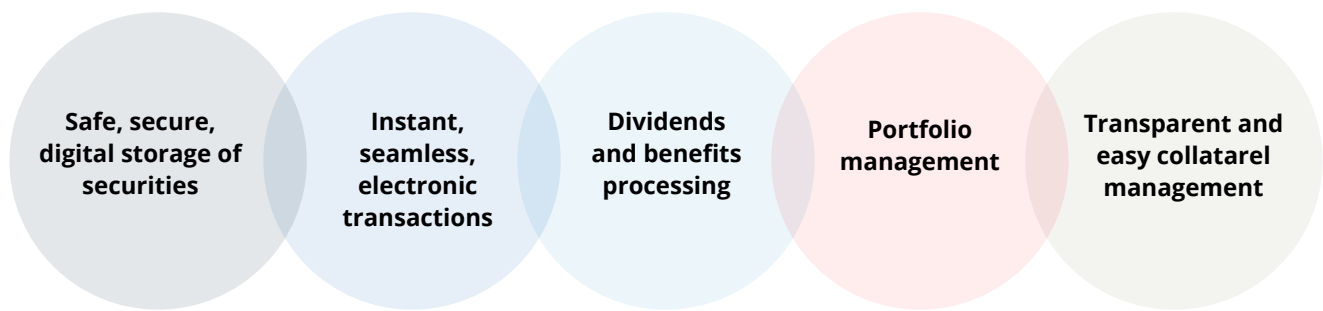 Safe, secure,
digital storage of
securities
Instant,
seamless,
electronic
transactions
Dividends
and benefits
processing
Portfolio
management
Transparent and
easy collatarel
management